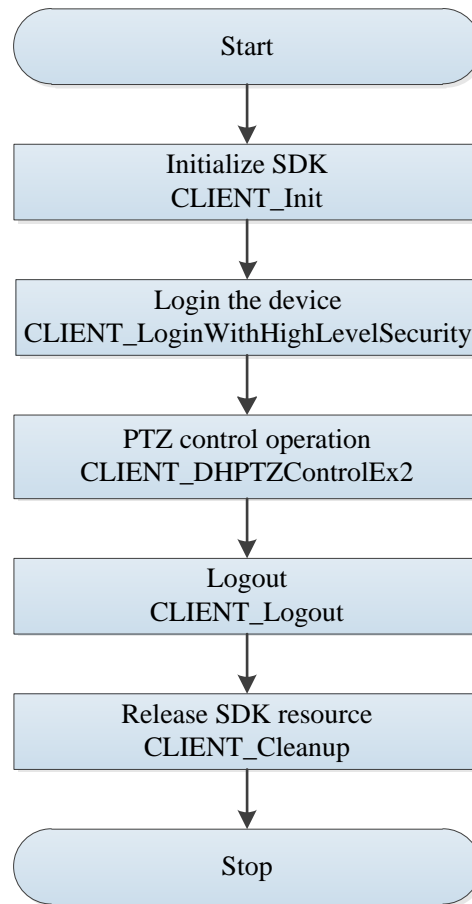 Start
Initialize SDK
CLIENT_Init
Login the device
CLIENT_LoginWithHighLevelSecurity
PTZ control operation
CLIENT_DHPTZControlEx2
Logout
CLIENT_Logout
Release SDK resource
CLIENT_Cleanup
Stop